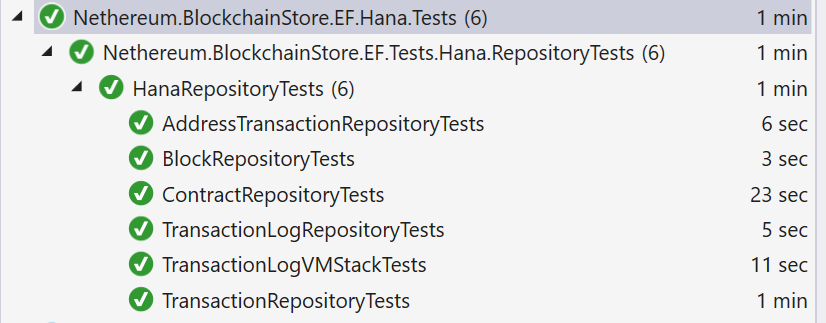 Nethereum.BlockchainStore.EF.Hana.Tests (6) 1 min
Nethereum.BlockchainStore.EF.Tests.Hana.RepositoryTests (6) 1 min
HanaRepositoryTests (6) 1 min
AddressTransactionRepositoryTests 6 sec
BlockRepositoryTests 3 sec
ContractRepositoryTests 23 sec
TransactionLogRepositoryTests 5 sec
TransactionLogVMStackTests 11 sec
TransactionRepositoryTests 1 min